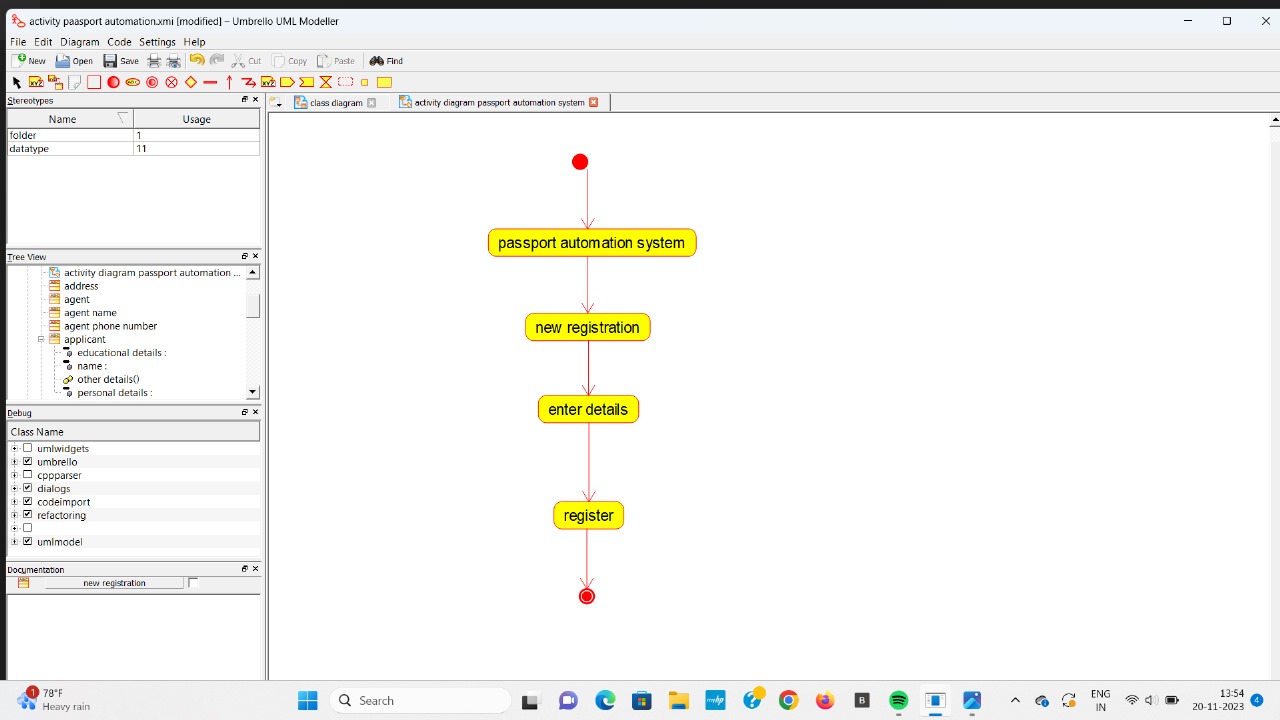 activity paasport automation.xmi [modified] – Umbrello UML Modeller
File Edit Diagram Code Settings Help
New Open Save Cut Copy Paste Find
Stereotypes
Name Usage
folder 1
datatype 11
Tree View
activity diagram passport automation ...
address
agent
agent name
agent phone number
applicant
educational details :
name :
other details()
personal details :
Debug
Class Name
umlwidgets
umbrello
cppparser
dialogs
codeimport
refactoring
umlmodel
Documentation
new registration
class diagram
activity diagram passport automation system
passport automation system
new registration
enter details
register
1
78°F
Heavy rain
Search
myhp
B
ENG
IN
13:54
20-11-2023
4